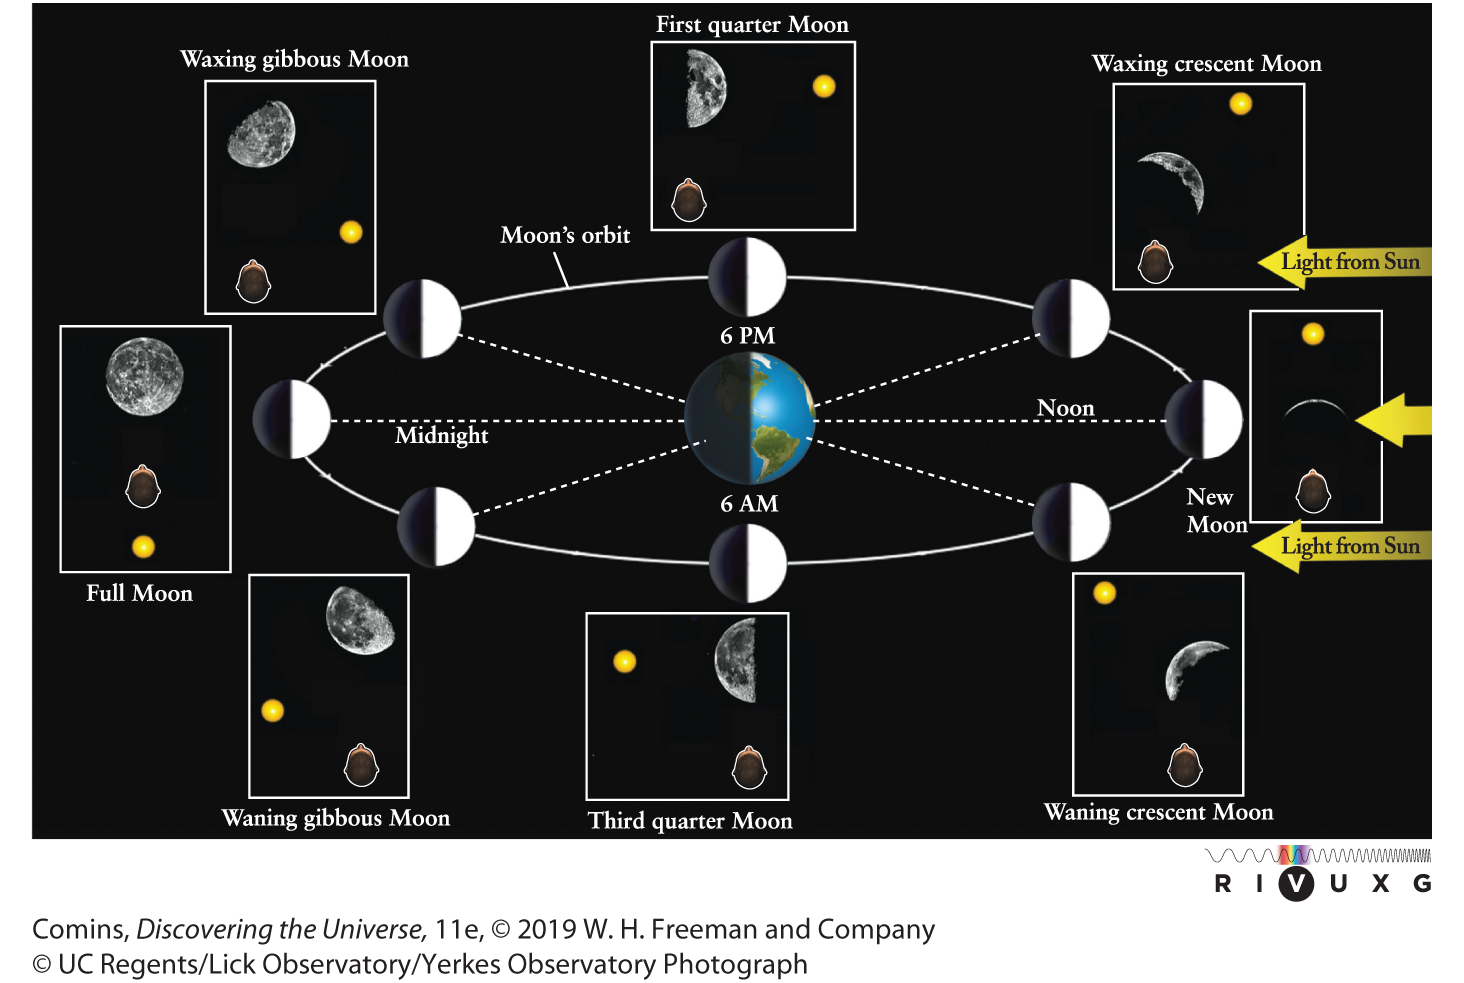 First quarter Moon
Waxing gibbous Moon
Waxing crescent Moon
Moon's orbit
Light from Sun
6 PM
Noon
Midnight
6 AM
New
Moon
Light from Sun
Full Moon
Waning gibbous Moon
Third quarter Moon
Waning crescent Moon
R I V U X G
Comins, Discovering the Universe, 11e, © 2019 W. H. Freeman and Company
© UC Regents/Lick Observatory/Yerkes Observatory Photograph